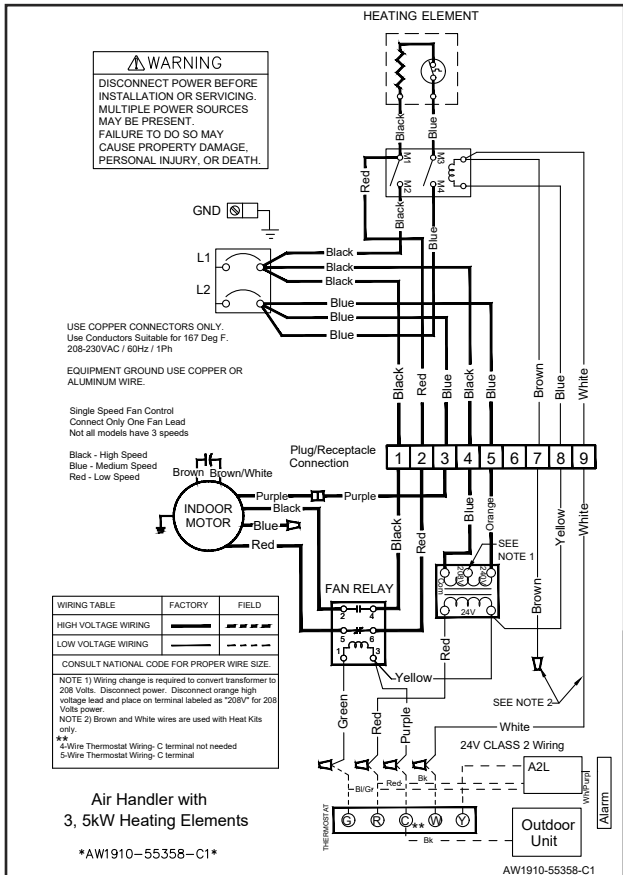 HEATING ELEMENT
⚠WARNING
DISCONNECT POWER BEFORE
INSTALLATION OR SERVICING.
MULTIPLE POWER SOURCES
MAY BE PRESENT.
FAILURE TO DO SO MAY
CAUSE PROPERTY DAMAGE,
PERSONAL INJURY, OR DEATH.
Black
Blue
M1
M3
M2
M4
Red
Black
Blue
GND
L1
L2
Black
Black
Black
Blue
Blue
Blue
USE COPPER CONNECTORS ONLY.
Use Conductors Suitable for 167 Deg F.
208-230VAC / 60Hz / 1Ph
EQUIPMENT GROUND USE COPPER OR
ALUMINUM WIRE.
Single Speed Fan Control
Connect Only One Fan Lead
Not all models have 3 speeds
Black - High Speed
Blue - Medium Speed
Red - Low Speed
Black
Red
Blue
Black
Blue
Brown
Blue
White
Plug/Receptacle
Connection
1 2 3 4 5 6 7 8 9
Brown
Brown/White
INDOOR
MOTOR
Purple
Purple
Black
Blue
Red
Black
Red
Blue
Orange
Brown
Yellow
White
SEE
NOTE 1
Com
208V
240V
24V
FAN RELAY
2 4
5 6
1 3
Yellow
Green
Red
Purple
Red
SEE NOTE 2
White
WIRING TABLE FACTORY FIELD
HIGH VOLTAGE WIRING
LOW VOLTAGE WIRING
CONSULT NATIONAL CODE FOR PROPER WIRE SIZE.
NOTE 1) Wiring change is required to convert transformer to
208 Volts. Disconnect power. Disconnect orange high
voltage lead and place on terminal labeled as "208V" for 208
Volts power.
NOTE 2) Brown and White wires are used with Heat Kits
only.
**
4-Wire Thermostat Wiring- C terminal not needed
5-Wire Thermostat Wiring- C terminal
24V CLASS 2 Wiring
Bl/Gr
Red
Bk
A2L
Wh/Purpl
Alarm
THERMOSTAT
G R C ** W Y
Bk
Outdoor
Unit
Air Handler with
3, 5kW Heating Elements
*AW1910-55358-C1*
AW1910-55358-C1